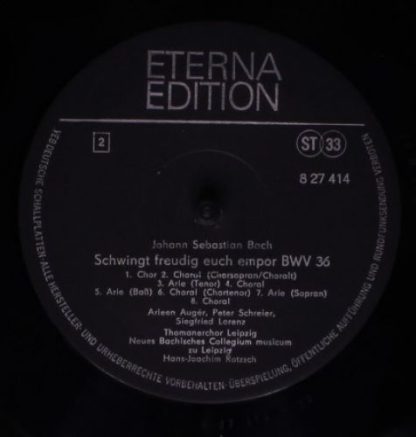 ETERNA
EDITION
2
ST 33
8 27 414
Johann Sebastian Bach
Schwingt freudig euch empor BWV 36
1. Chor 2. Choral (Chorsopran/Choralt)
3. Arie (Tenor) 4. Choral
5. Arie (Baß) 6. Choral (Chortenor) 7. Arie (Sopran)
8. Choral
Arleen Augér, Peter Schreier,
Siegfried Lorenz
Thomanerchor Leipzig
Neues Bachisches Collegium musicum
zu Leipzig
Hans-Joachim Rotzsch
VEB DEUTSCHE SCHALLPLATTEN · ALLE HERSTELLER- UND URHEBERRECHTE VORBEHALTEN · ÜBERSPIELUNG, ÖFFENTLICHE AUFFÜHRUNG UND RUNDFUNKSENDUNG VERBOTEN